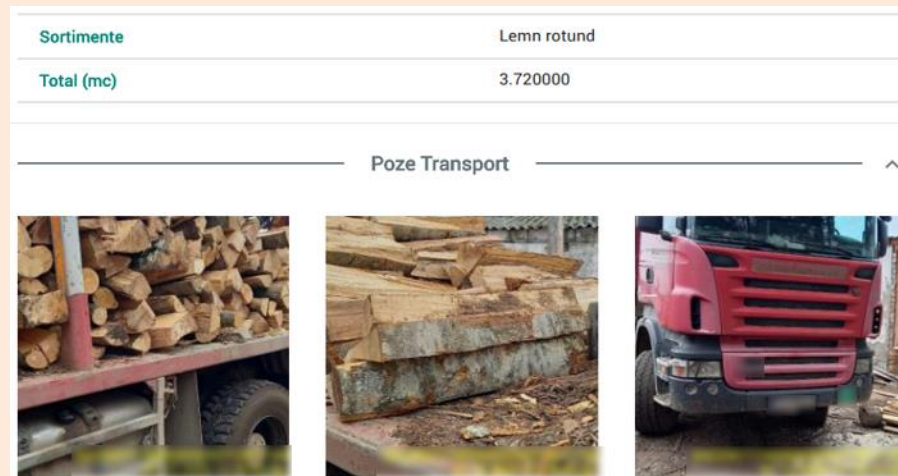 Sortimente
Lemn rotund
Total (mc)
3.720000
Poze Transport